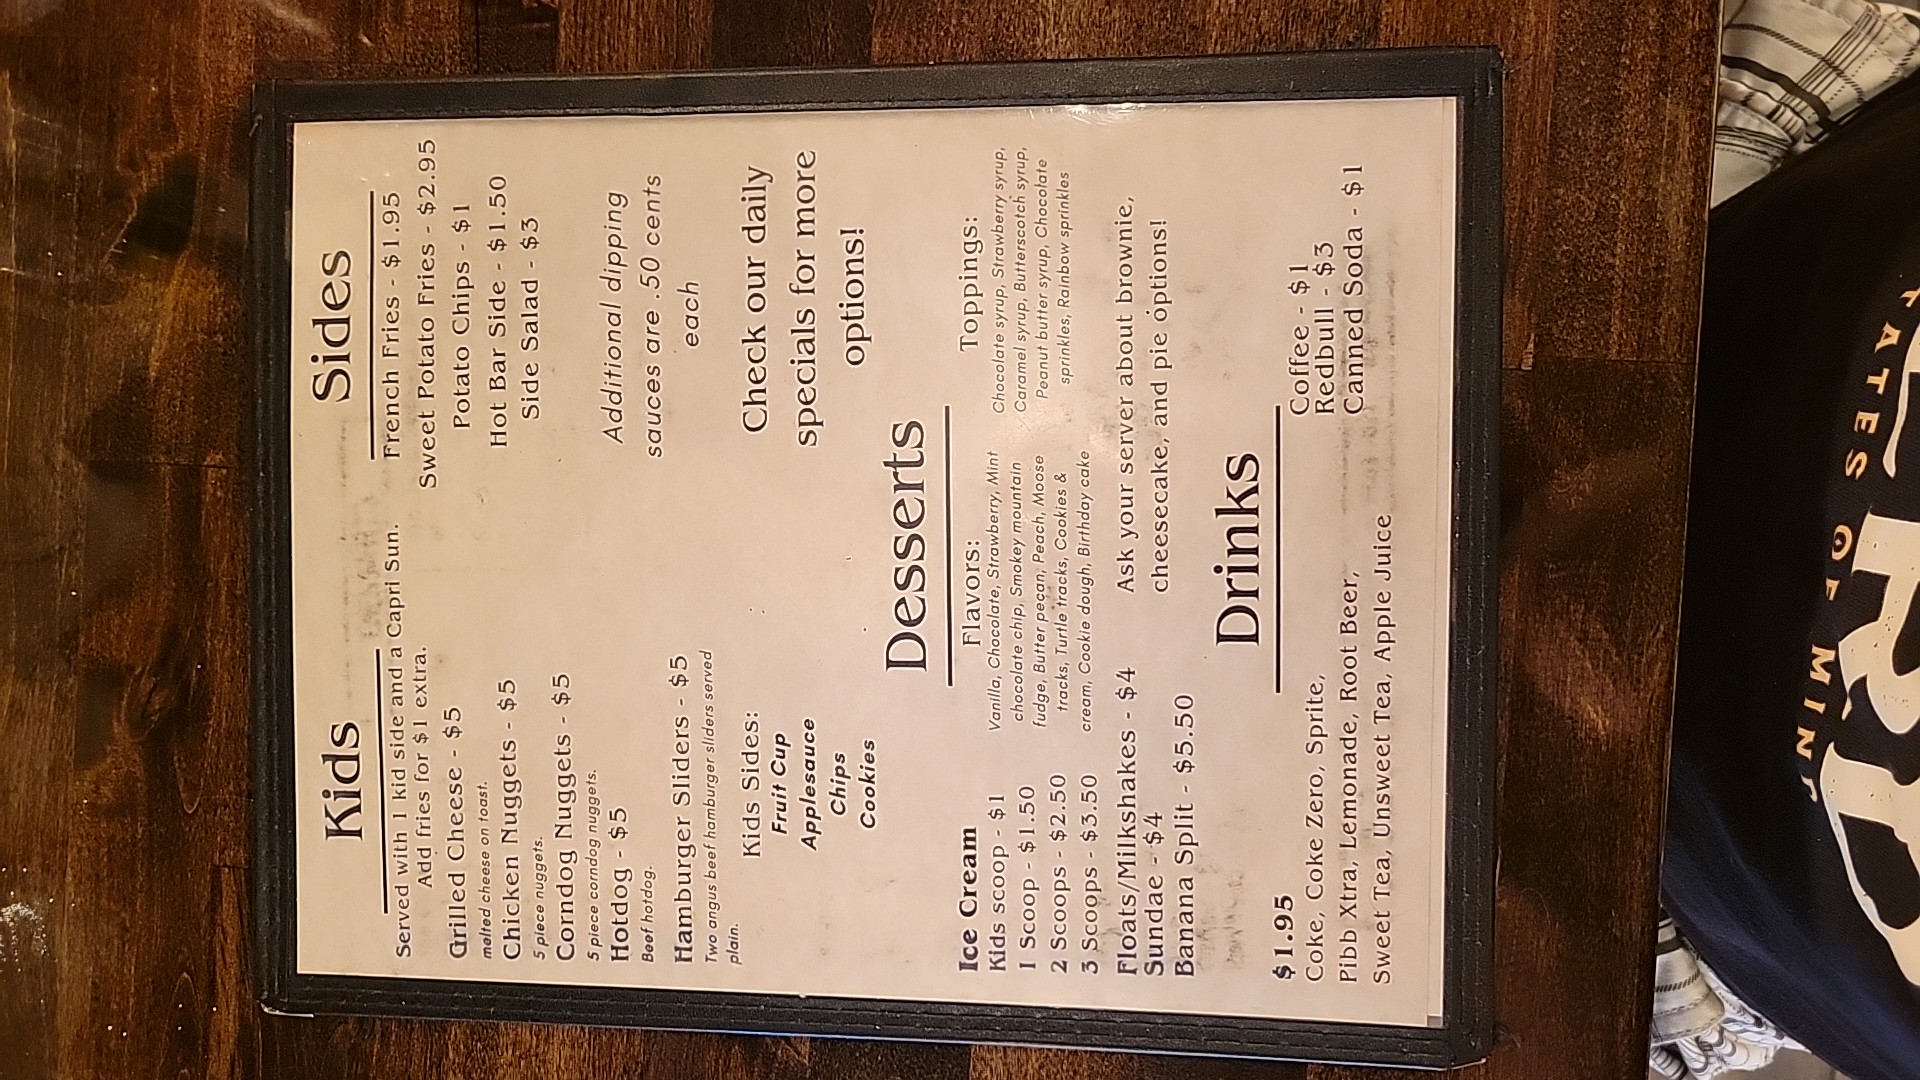 Kids
Served with 1 kid side and a Capri Sun.
Add fries for $1 extra.
Grilled Cheese - $5
melted cheese on toast.
Chicken Nuggets - $5
5 piece nuggets.
Corndog Nuggets - $5
5 piece corndog nuggets.
Hotdog - $5
Beef hotdog.
Hamburger Sliders - $5
Two angus beef hamburger sliders served
plain.
Kids Sides:
Fruit Cup
Applesauce
Chips
Cookies
Sides
French Fries - $1.95
Sweet Potato Fries - $2.95
Potato Chips - $1
Hot Bar Side - $1.50
Side Salad - $3
Additional dipping
sauces are .50 cents
each
Check our daily
specials for more
options!
Desserts
Ice Cream
Kids scoop - $1
1 Scoop - $1.50
2 Scoops - $2.50
3 Scoops - $3.50
Floats/Milkshakes - $4
Sundae - $4
Banana Split - $5.50
Flavors:
Vanilla, Chocolate, Strawberry, Mint
chocolate chip, Smokey mountain
fudge, Butter pecan, Peach, Moose
tracks, Turtle tracks, Cookies &
cream, Cookie dough, Birthday cake
Toppings:
Chocolate syrup, Strawberry syrup,
Caramel syrup, Butterscotch syrup,
Peanut butter syrup, Chocolate
sprinkles, Rainbow sprinkles
Ask your server about brownie,
cheesecake, and pie options!
Drinks
$1.95
Coke, Coke Zero, Sprite,
Pibb Xtra, Lemonade, Root Beer,
Sweet Tea, Unsweet Tea, Apple Juice
Coffee - $1
Redbull - $3
Canned Soda - $1
TATES OF MIN